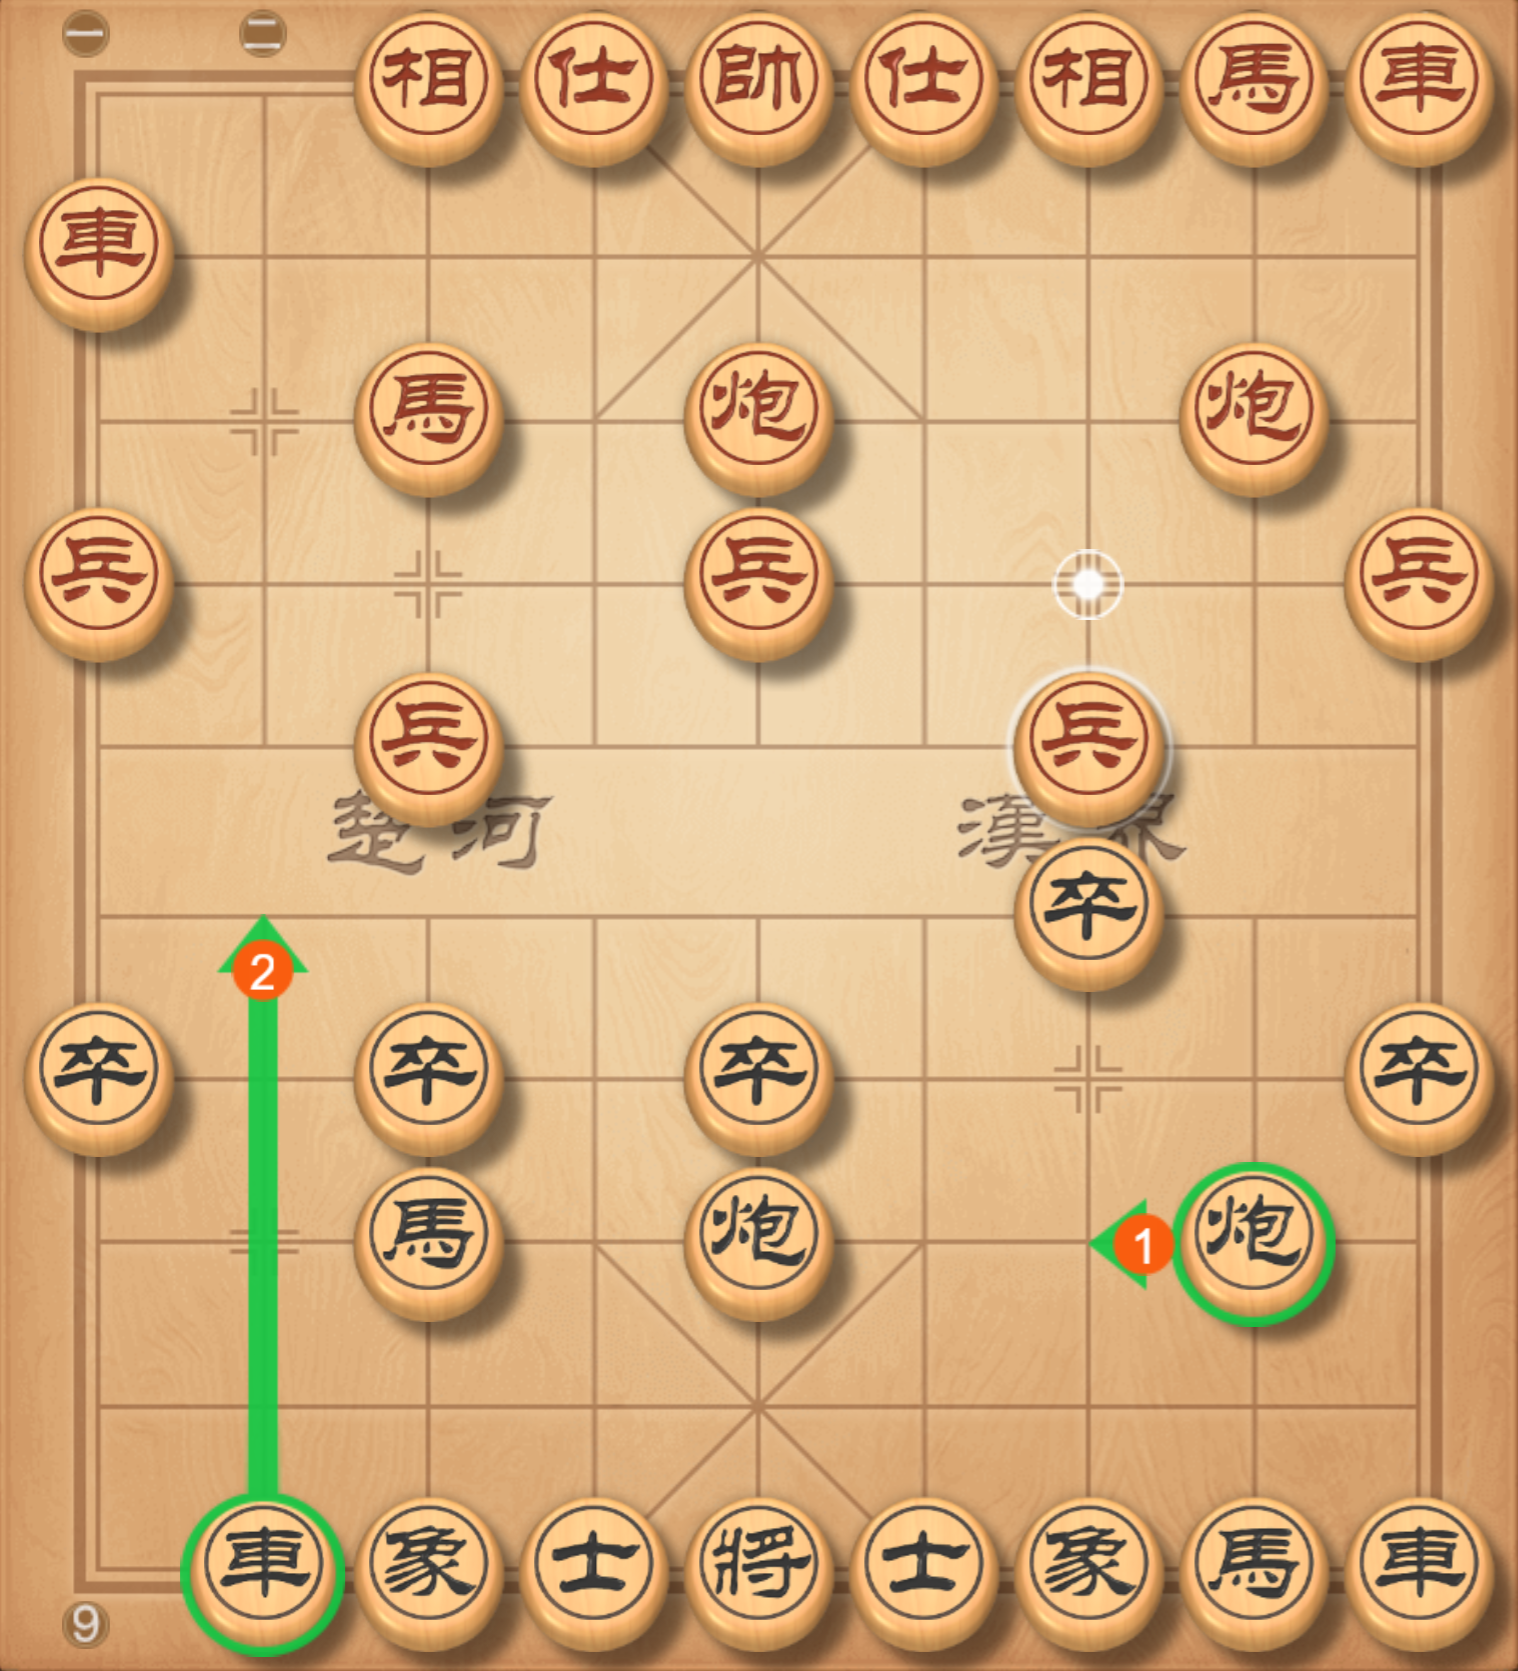 一 二 相 仕 帥 仕 相 馬 車
車
馬 炮 炮
兵 兵 兵
兵 兵
楚河 漢界
卒
2
卒 卒 卒 卒
馬 炮 1 炮
車 象 士 將 士 象 馬 車
9